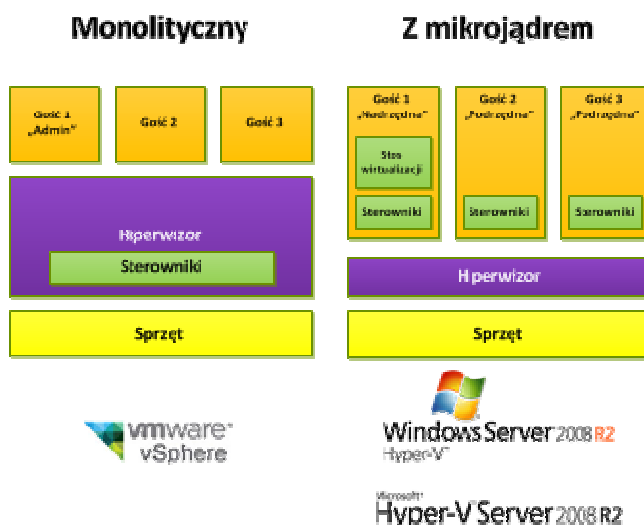 Monolityczny
Gość 1
„Admin”
Gość 2
Gość 3
Hiperwizor
Sterowniki
Sprzęt
vmware
vSphere
Z mikrojądrem
Gość 1
„Nadrzędna”
Stos
wirtualizacji
Sterowniki
Gość 2
„Podrzędna”
Sterowniki
Gość 3
„Podrzędna”
Sterowniki
Hiperwizor
Sprzęt
Windows Server 2008 R2
Hyper-V™
Microsoft®
Hyper-V Server 2008 R2